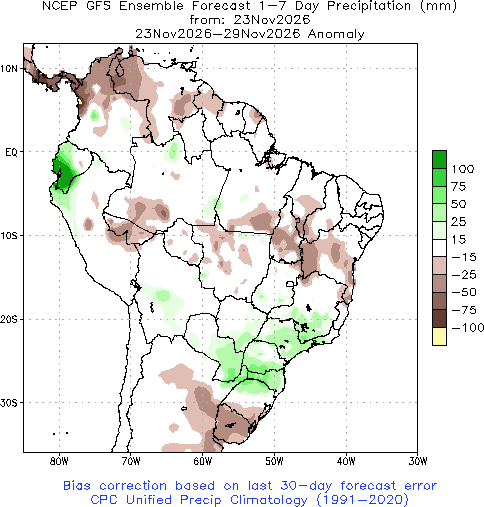 NCEP GFS Ensemble Forecast 1−7 Day Precipitation (mm)
from: 23Nov2026
23Nov2026−29Nov2026 Anomaly
10N
EQ
10S
20S
30S
80W
70W
60W
50W
40W
30W
100
75
50
25
15
−15
−25
−50
−75
−100
Bias correction based on last 30−day forecast error
CPC Unified Precip Climatology (1991−2020)